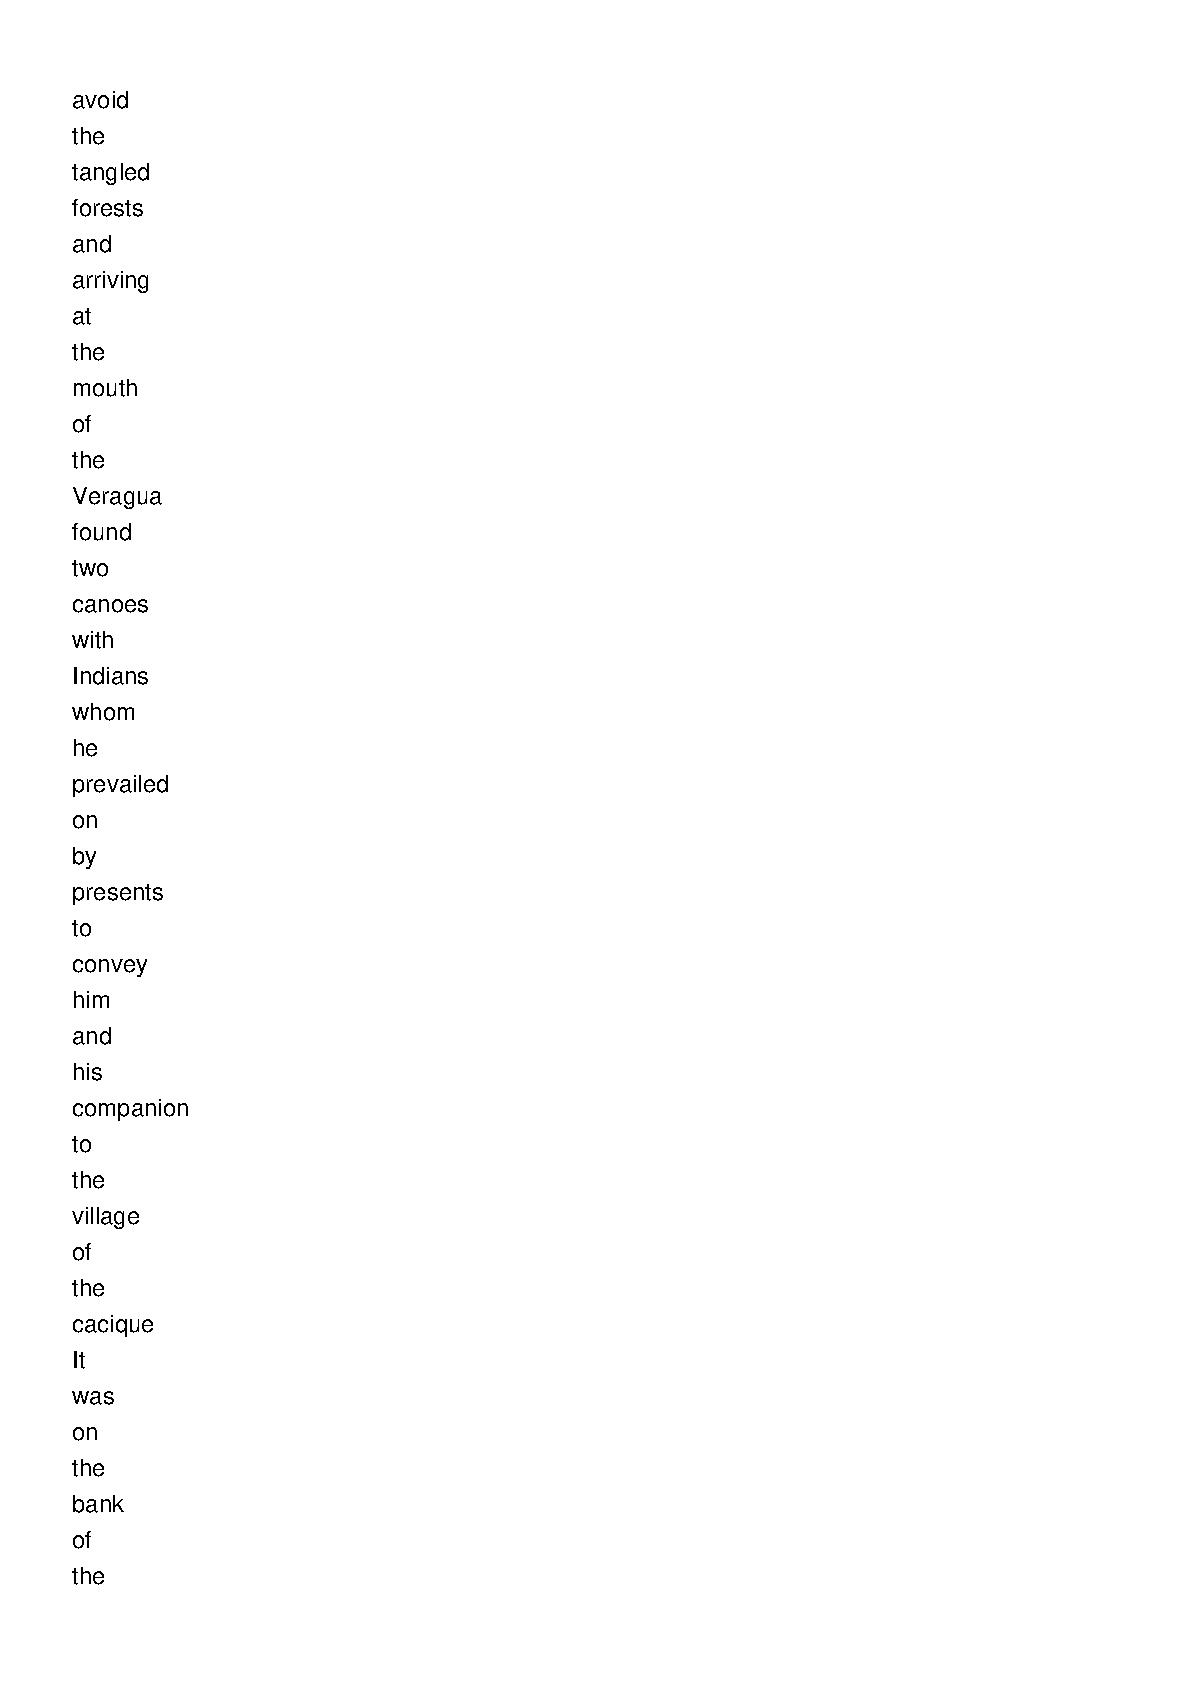 avoid
the
tangled
forests
and
arriving
at
the
mouth
of
the
Veragua
found
two
canoes
with
Indians
whom
he
prevailed
on
by
presents
to
convey
him
and
his
companion
to
the
village
of
the
cacique
It
was
on
the
bank
of
the